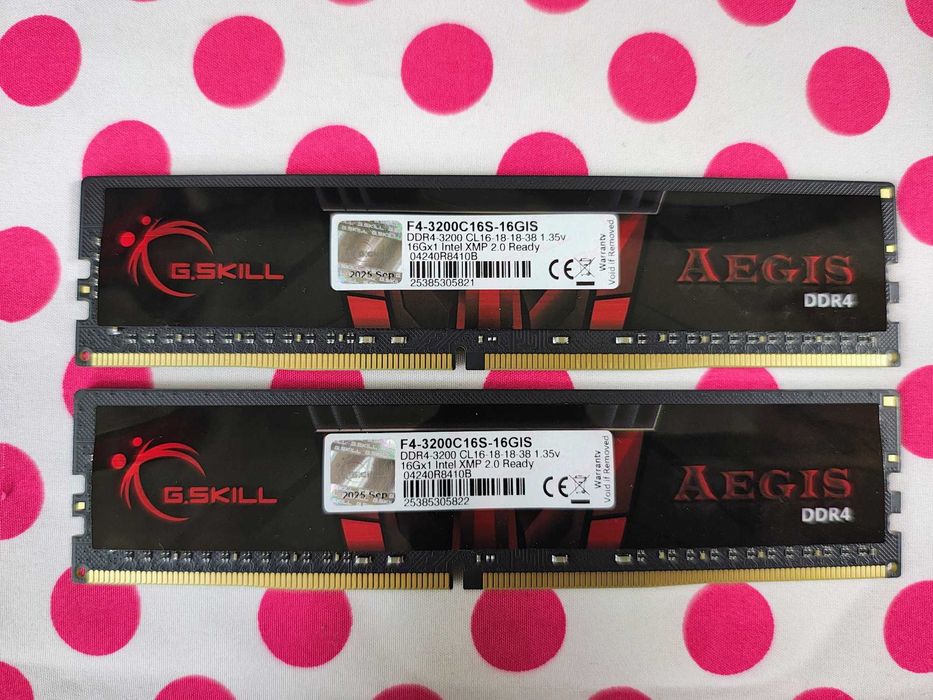 G.SKILL
G.SKILL
2025 Sep
F4-3200C16S-16GIS
DDR4-3200 CL16-18-18-38 1.35v
16Gx1 Intel XMP 2.0 Ready
04240R8410B
25385305821
CE
Warranty
Void if Removed
AEGIS
DDR4
G.SKILL
G.SKILL
2025 Sep
F4-3200C16S-16GIS
DDR4-3200 CL16-18-18-38 1.35v
16Gx1 Intel XMP 2.0 Ready
04240R8410B
25385305822
CE
Warranty
Void if Removed
AEGIS
DDR4